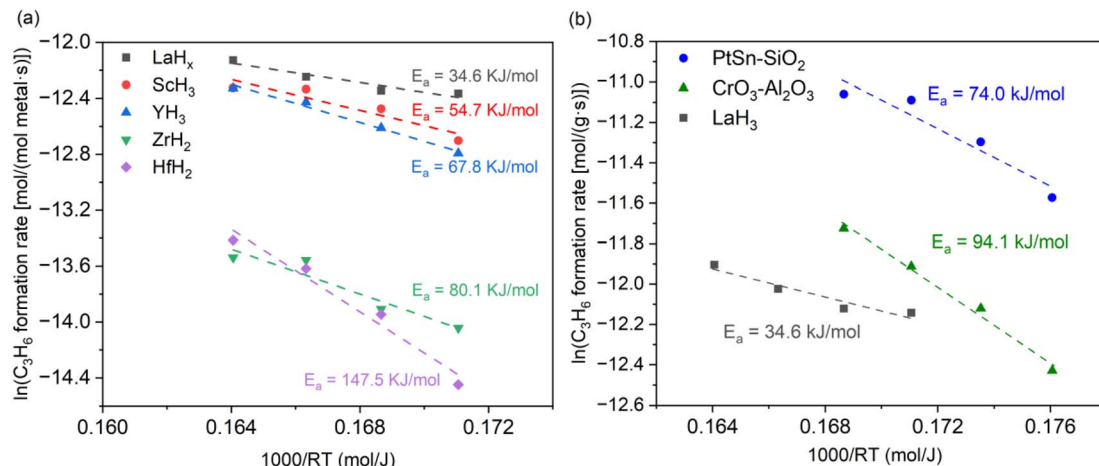 (a)
ln(C₃H₆ formation rate [mol/(mol metal·s)])
−12.0
−12.4
−12.8
−13.2
−13.6
−14.0
−14.4
LaHₓ
ScH₃
YH₃
ZrH₂
HfH₂
Eₐ = 34.6 KJ/mol
Eₐ = 54.7 KJ/mol
Eₐ = 67.8 KJ/mol
Eₐ = 80.1 KJ/mol
Eₐ = 147.5 KJ/mol
0.160 0.164 0.168 0.172
1000/RT (mol/J)
(b)
ln(C₃H₆ formation rate [mol/(g·s)])
−10.8
−11.0
−11.2
−11.4
−11.6
−11.8
−12.0
−12.2
−12.4
−12.6
PtSn-SiO₂
CrO₃-Al₂O₃
LaH₃
Eₐ = 74.0 kJ/mol
Eₐ = 94.1 kJ/mol
Eₐ = 34.6 kJ/mol
0.164 0.168 0.172 0.176
1000/RT (mol/J)